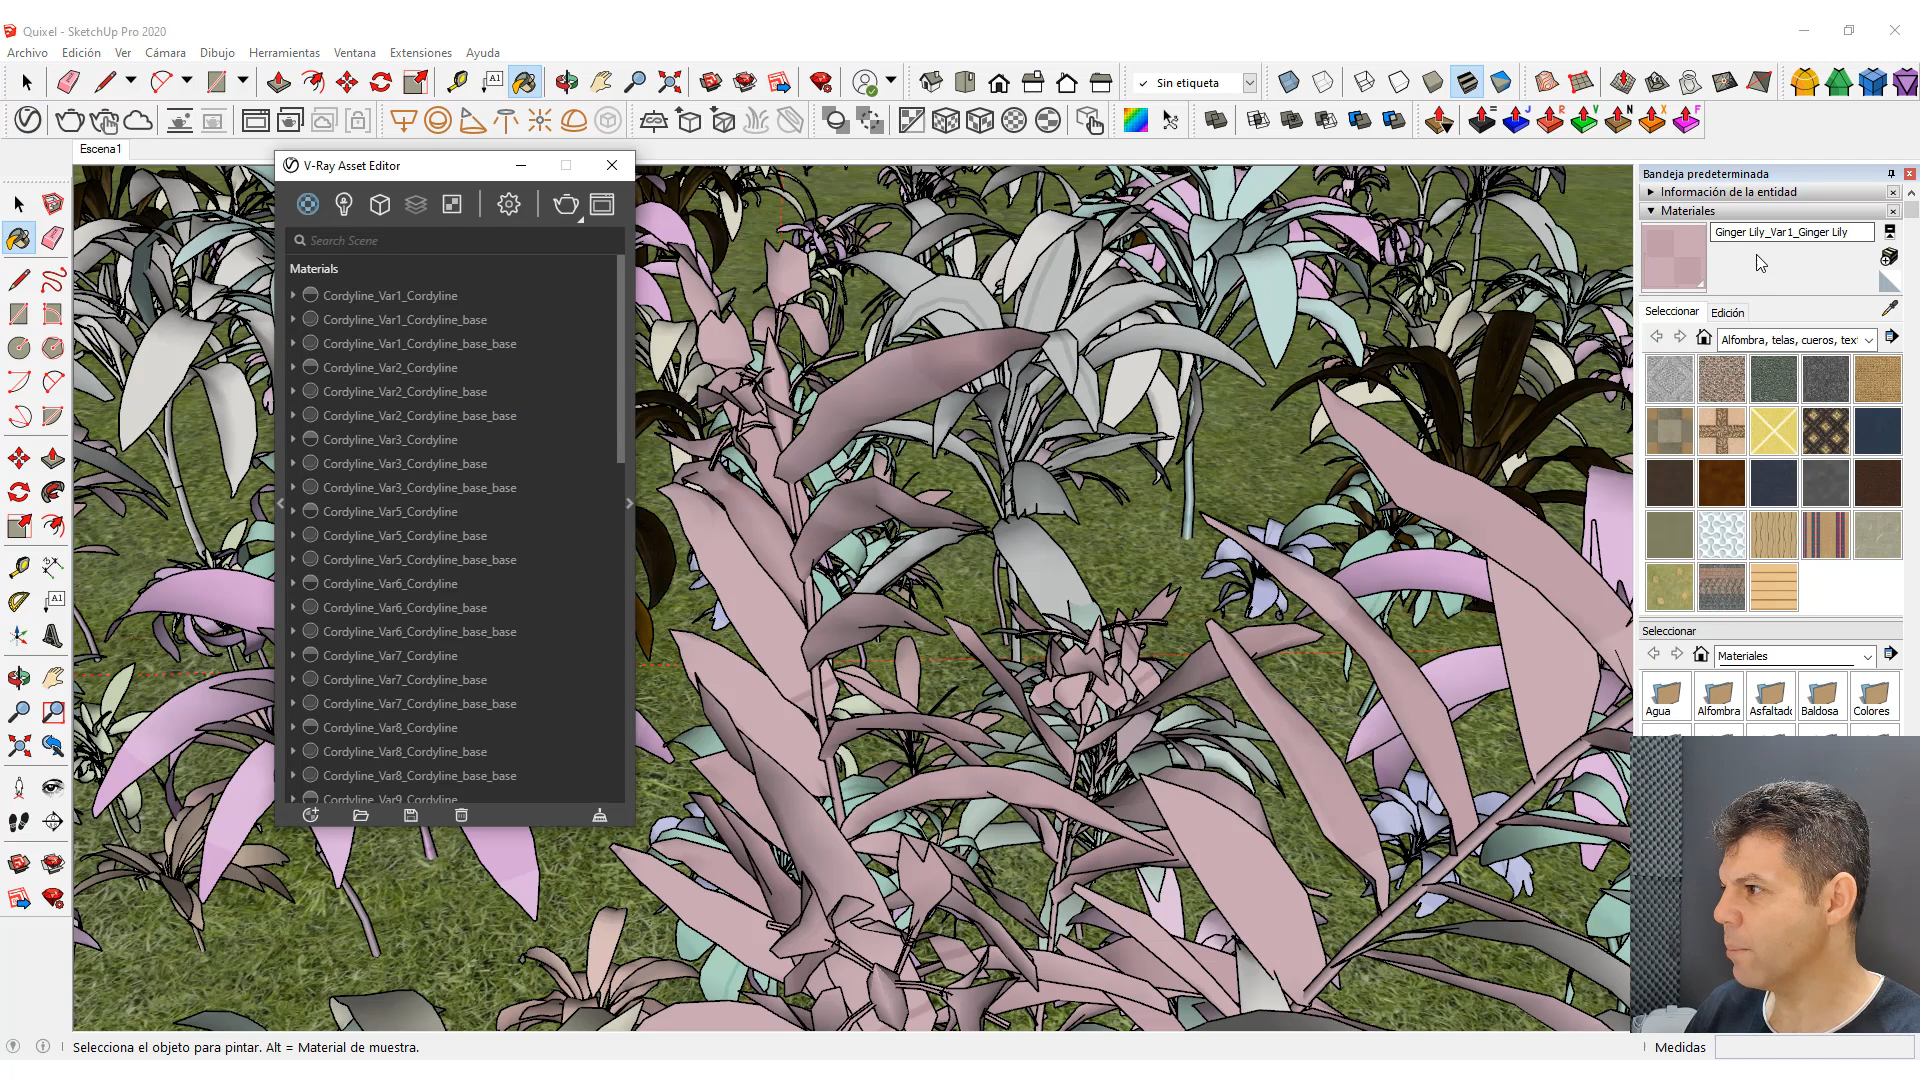 Quixel - SketchUp Pro 2020
Archivo Edición Ver Cámara Dibujo Herramientas Ventana Extensiones Ayuda
A1
Sin etiqueta
= J R V N X F
Escena1
V-Ray Asset Editor
Search Scene
Materials
Cordyline_Var1_Cordyline
Cordyline_Var1_Cordyline_base
Cordyline_Var1_Cordyline_base_base
Cordyline_Var2_Cordyline
Cordyline_Var2_Cordyline_base
Cordyline_Var2_Cordyline_base_base
Cordyline_Var3_Cordyline
Cordyline_Var3_Cordyline_base
Cordyline_Var3_Cordyline_base_base
Cordyline_Var5_Cordyline
Cordyline_Var5_Cordyline_base
Cordyline_Var5_Cordyline_base_base
Cordyline_Var6_Cordyline
Cordyline_Var6_Cordyline_base
Cordyline_Var6_Cordyline_base_base
Cordyline_Var7_Cordyline
Cordyline_Var7_Cordyline_base
Cordyline_Var7_Cordyline_base_base
Cordyline_Var8_Cordyline
Cordyline_Var8_Cordyline_base
Cordyline_Var8_Cordyline_base_base
Cordyline_Var9_Cordyline
A1
Bandeja predeterminada
Información de la entidad
Materiales
Ginger Lily_Var1_Ginger Lily
Seleccionar Edición
Alfombra, telas, cueros, text
Seleccionar
Materiales
Agua Alfombra Asfaltado Baldosa Colores
Selecciona el objeto para pintar. Alt = Material de muestra.
Medidas